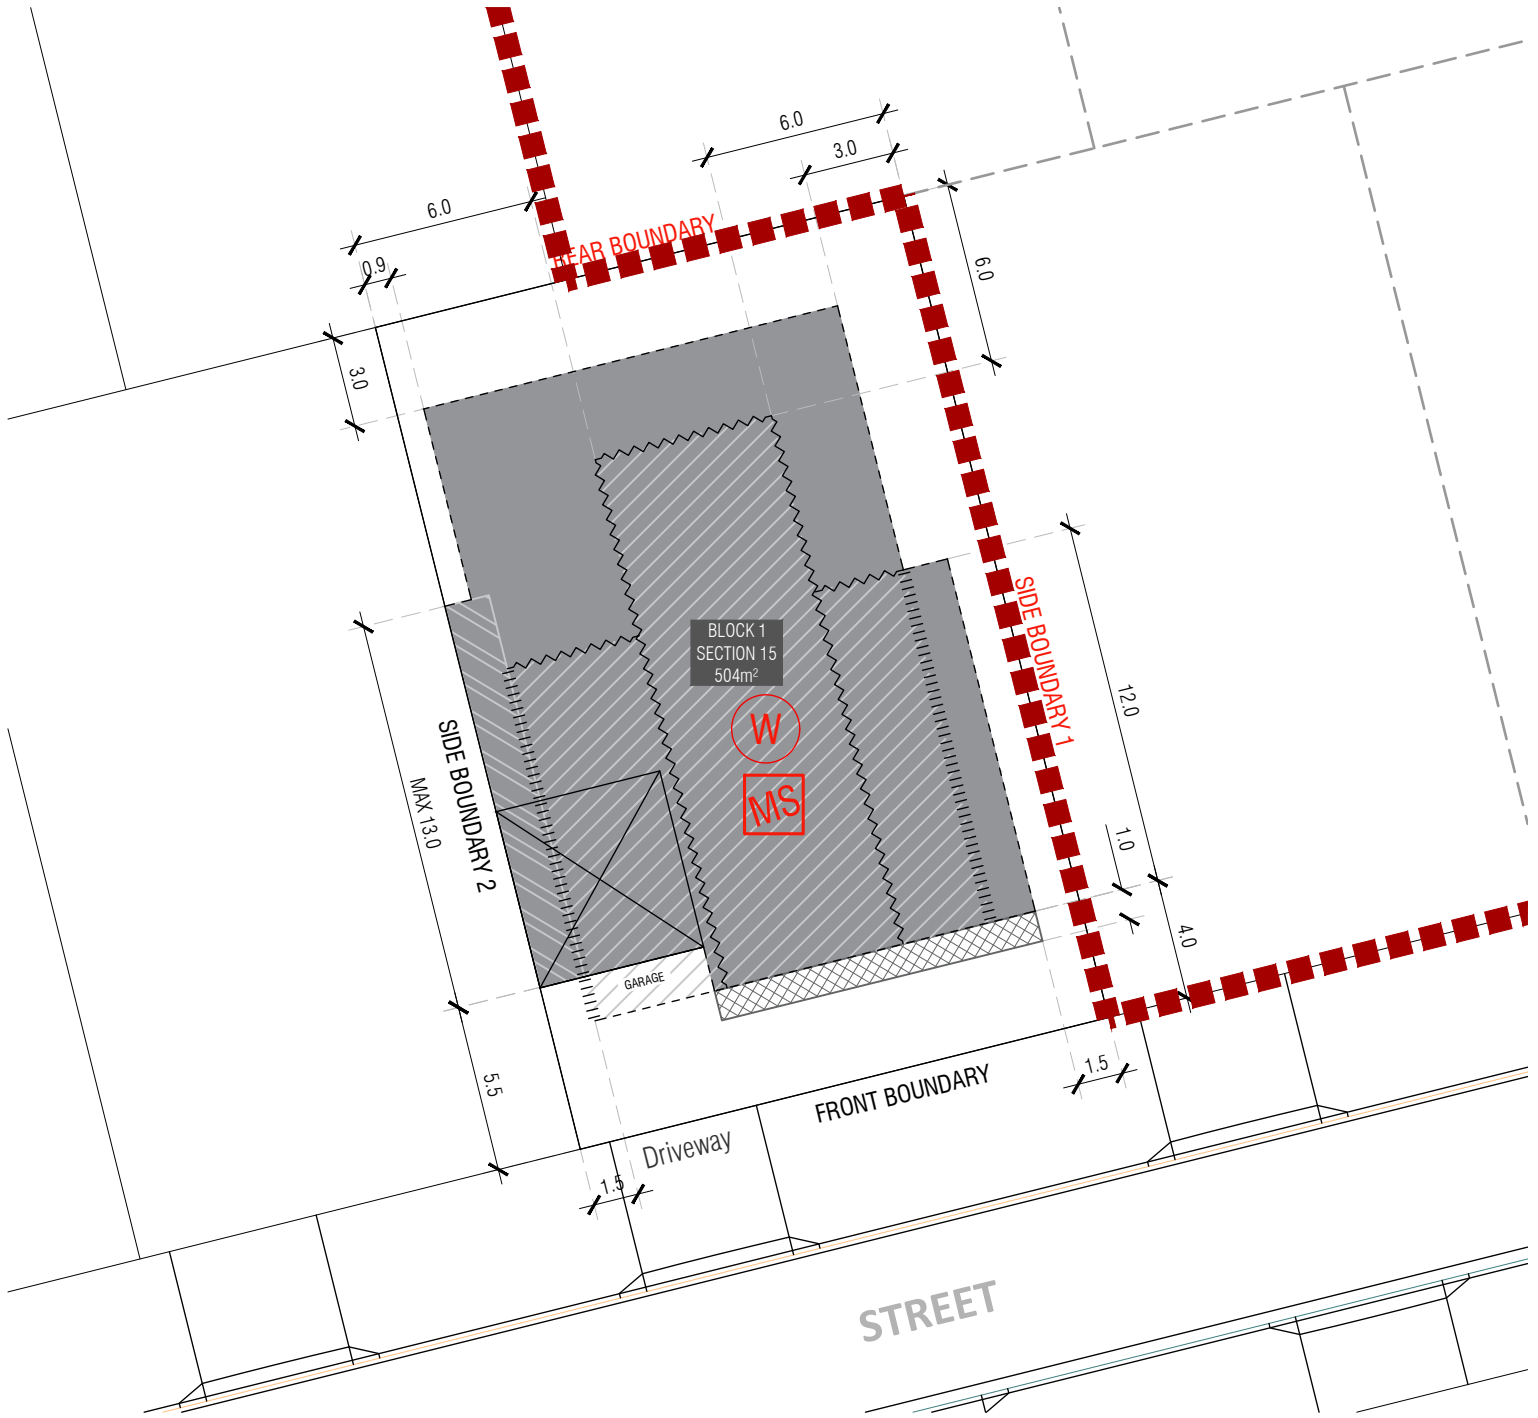 6.0
3.0
6.0
REAR BOUNDARY
0.9
6.0
3.0
SIDE BOUNDARY 1
BLOCK 1
SECTION 15
504m²
W
MS
12.0
SIDE BOUNDARY 2
MAX 13.0
1.0
4.0
GARAGE
5.5
1.5
FRONT BOUNDARY
Driveway
1.5
STREET